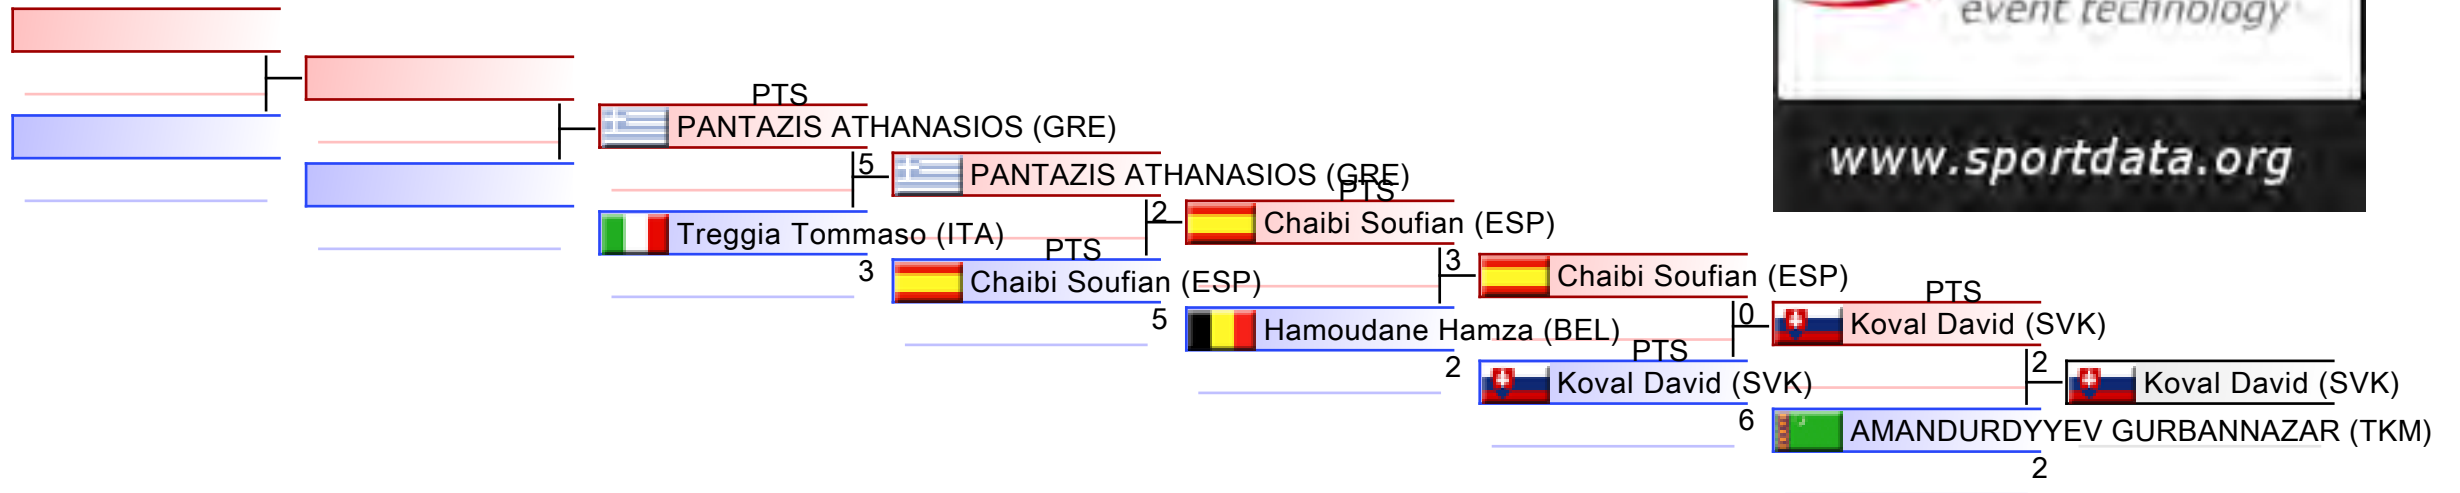 event technology
www.sportdata.org
PTS
PANTAZIS ATHANASIOS (GRE)
5
Treggia Tommaso (ITA)
3
PANTAZIS ATHANASIOS (GRE)
2
PTS
Chaibi Soufian (ESP)
5
PTS
Chaibi Soufian (ESP)
3
Hamoudane Hamza (BEL)
2
Chaibi Soufian (ESP)
0
PTS
Koval David (SVK)
6
PTS
Koval David (SVK)
2
AMANDURDYYEV GURBANNAZAR (TKM)
2
Koval David (SVK)